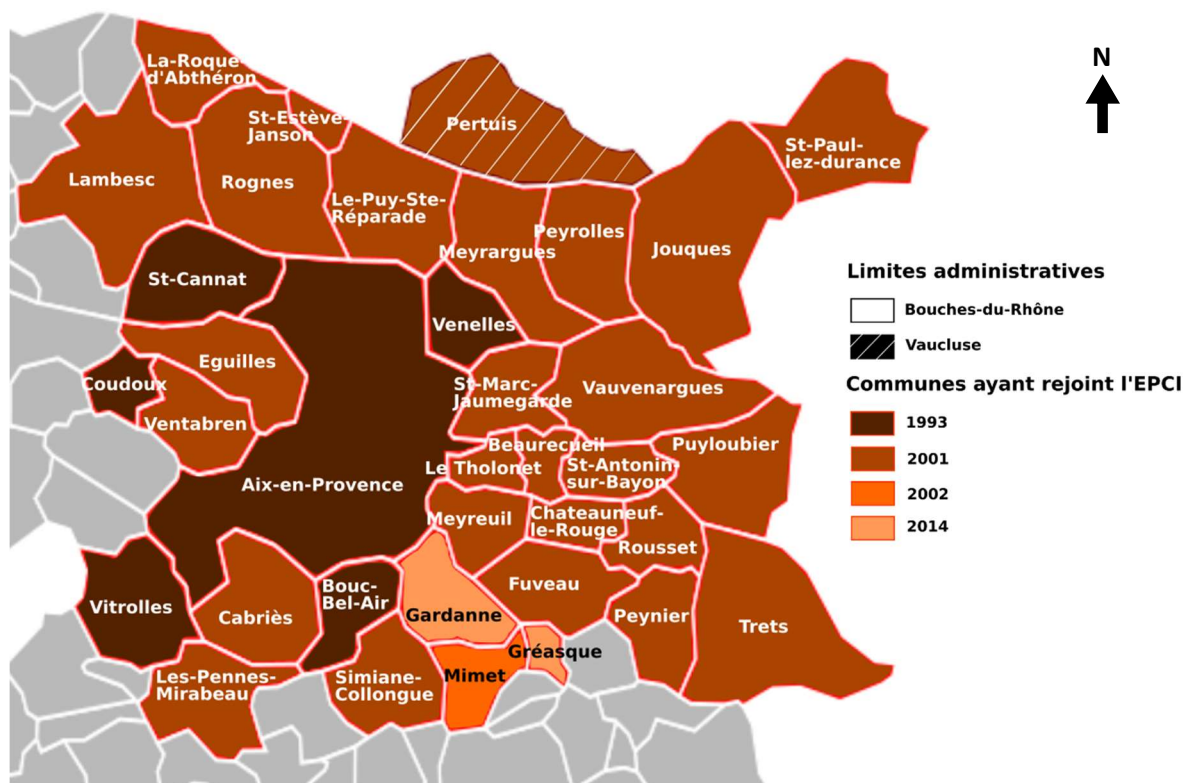 La-Roque-
d'Abthéron
N
St-Estève-
Janson
Pertuis
St-Paul-
lez-durance
Lambesc
Rognes
Le-Puy-Ste-
Réparade
Peyrolles
Meyrargues
Jouques
St-Cannat
Venelles
Eguilles
Coudoux
Ventabren
St-Marc-
Jaumegarde
Vauvenargues
Beaurecueil
Puyloubier
Le Tholonet
St-Antonin-
sur-Bayon
Aix-en-Provence
Meyreuil
Chateauneuf-
le-Rouge
Rousset
Vitrolles
Cabriès
Bouc-
Bel-Air
Gardanne
Fuveau
Peynier
Trets
Gréasque
Les-Pennes-
Mirabeau
Simiane-
Collongue
Mimet
Limites administratives
Bouches-du-Rhône
Vaucluse
Communes ayant rejoint l'EPCI
1993
2001
2002
2014